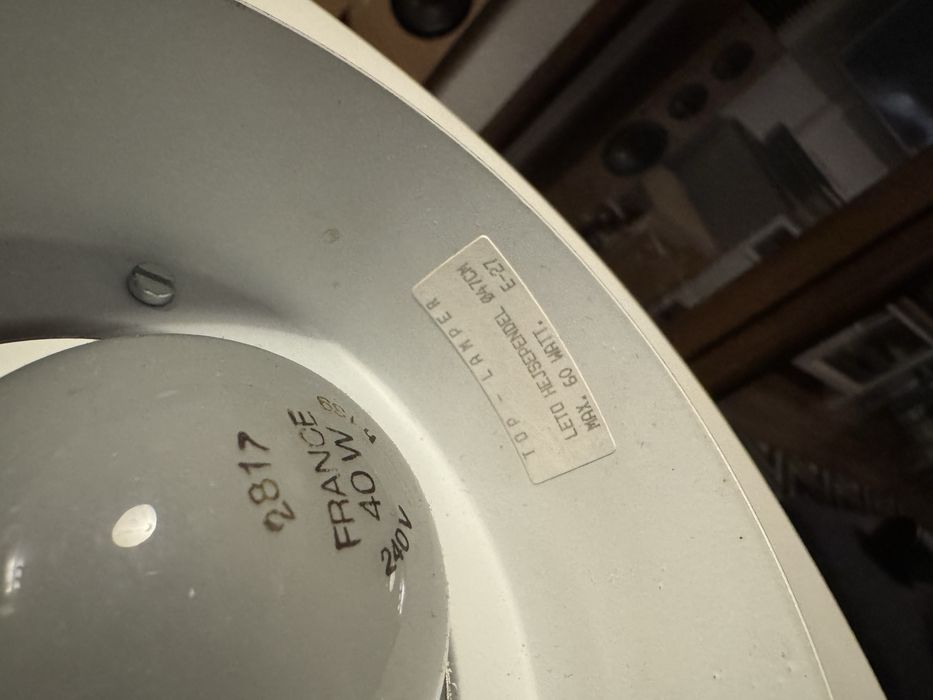 TOP - LAMPER
LETO HEJSEPENDEL Ø47CM
MAX. 60 WATT. E-27
2817
FRANCE
40 W
240V